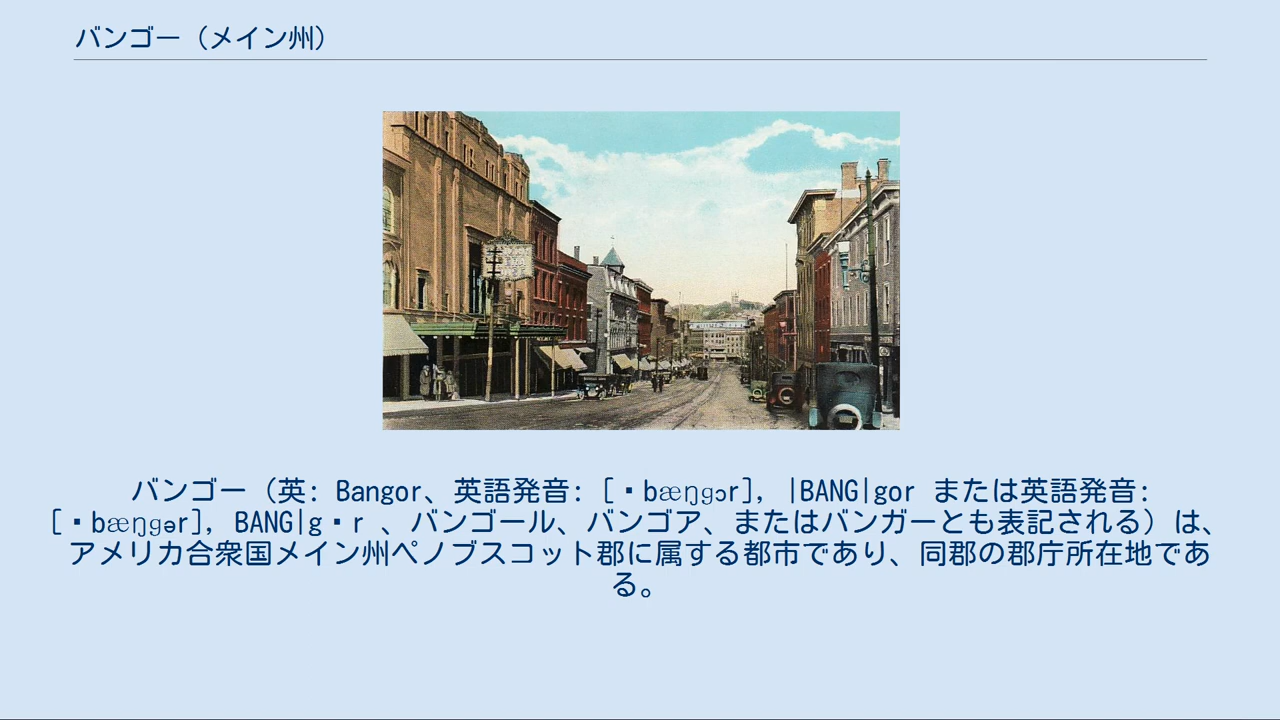 バンゴー（メイン州）
バンゴー（英: Bangor、英語発音: [・bæŋɡɔr], |BANG|gor または英語発音:
[・bæŋɡər], BANG|g・r 、バンゴール、バンゴア、またはバンガーとも表記される）は、
アメリカ合衆国メイン州ペノブスコット郡に属する都市であり、同郡の郡庁所在地であ
る。